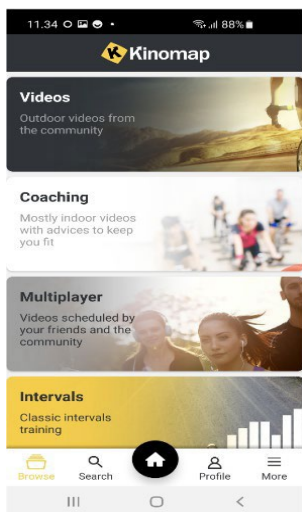 11.34 88%
Kinomap
Videos
Outdoor videos from
the community
Coaching
Mostly indoor videos
with advices to keep
you fit
Multiplayer
Videos scheduled by
your friends and the
community
Intervals
Classic intervals
training
Browse Search Profile More